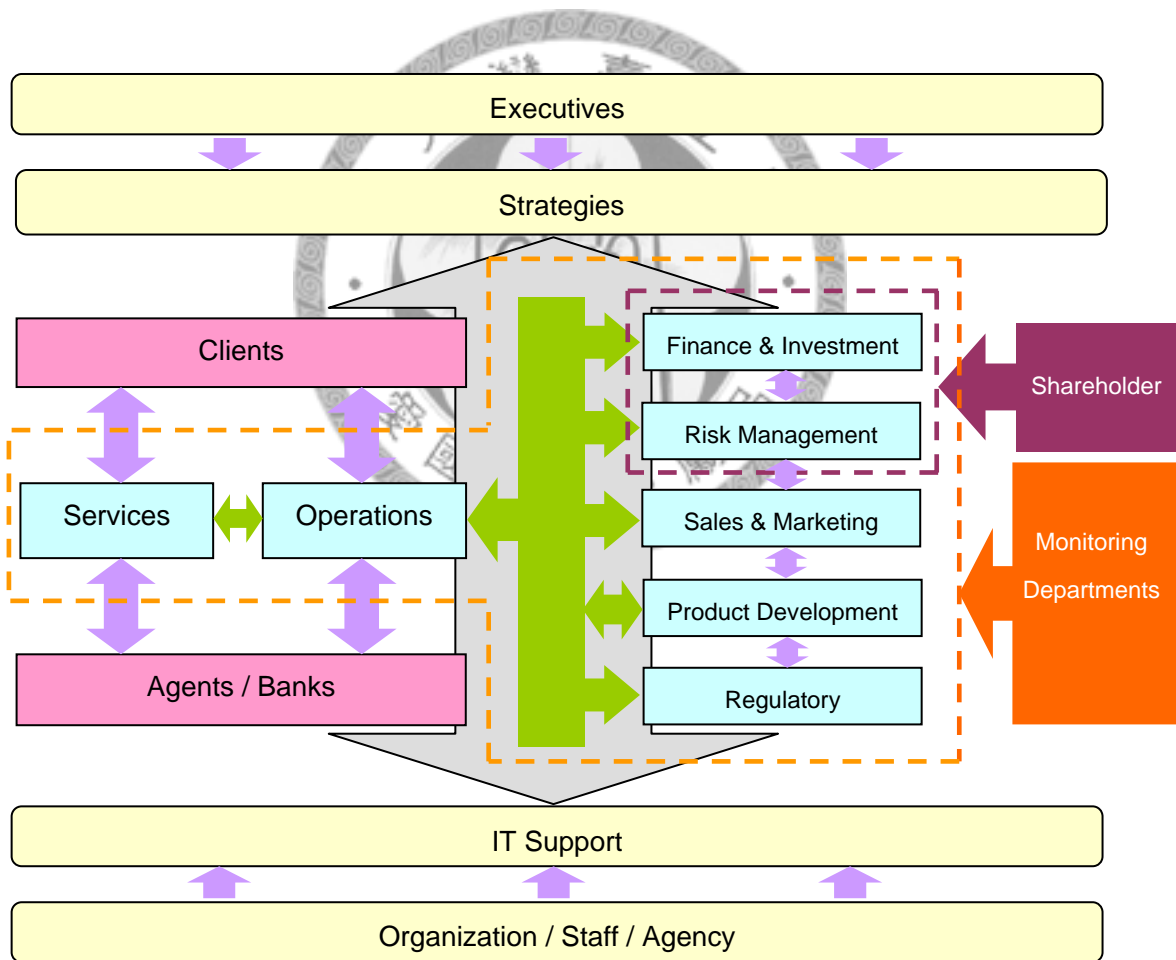 Executives
Strategies
Clients
Finance & Investment
Shareholder
Risk Management
Services
Operations
Sales & Marketing
Monitoring
Departments
Product Development
Agents / Banks
Regulatory
IT Support
Organization / Staff / Agency